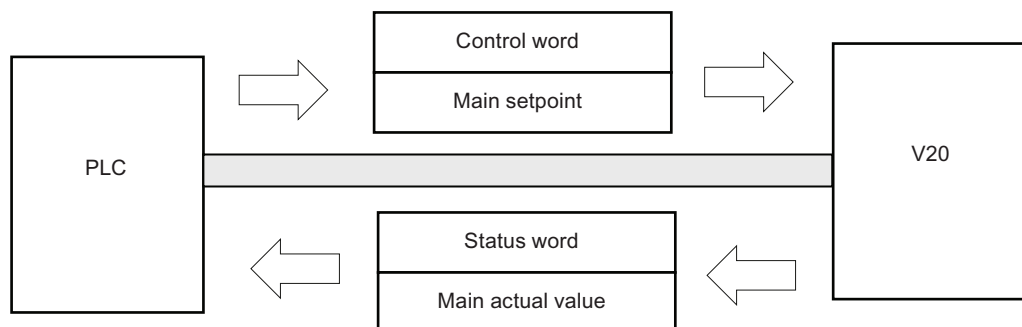 Control word
Main setpoint
PLC
V20
Status word
Main actual value